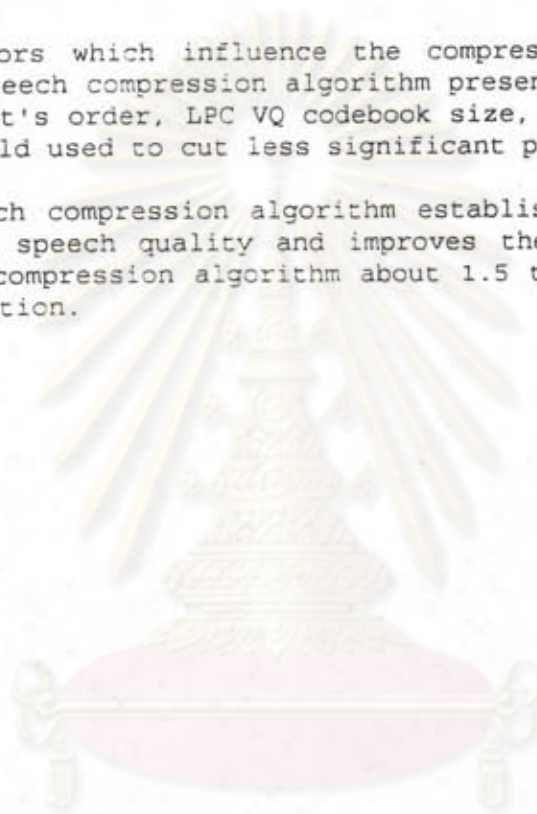 ors which influence the compres
eech compression algorithm presen
t's order, LPC VQ codebook size,
ld used to cut less significant p
ch compression algorithm establis
speech quality and improves the
compression algorithm about 1.5 t
tion.